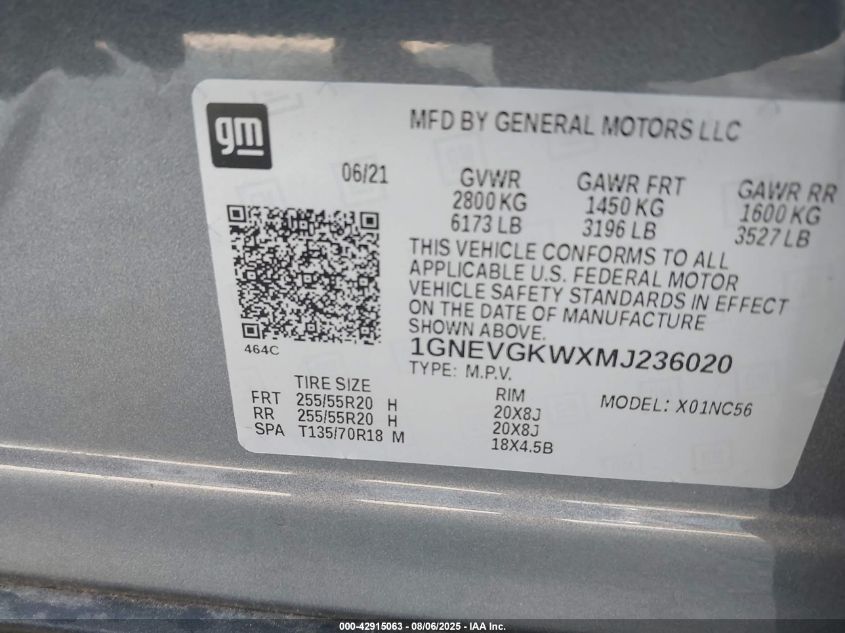 gm
MFD BY GENERAL MOTORS LLC
06/21
GVWR GAWR FRT GAWR RR
2800 KG 1450 KG 1600 KG
6173 LB 3196 LB 3527 LB
THIS VEHICLE CONFORMS TO ALL
APPLICABLE U.S. FEDERAL MOTOR
VEHICLE SAFETY STANDARDS IN EFFECT
ON THE DATE OF MANUFACTURE
SHOWN ABOVE.
464C
1GNEVGKWXMJ236020
TYPE: M.P.V.
TIRE SIZE RIM MODEL: X01NC56
FRT 255/55R20 H 20X8J
RR 255/55R20 H 20X8J
SPA T135/70R18 M 18X4.5B
000-42915063 - 08/06/2025 - IAA Inc.